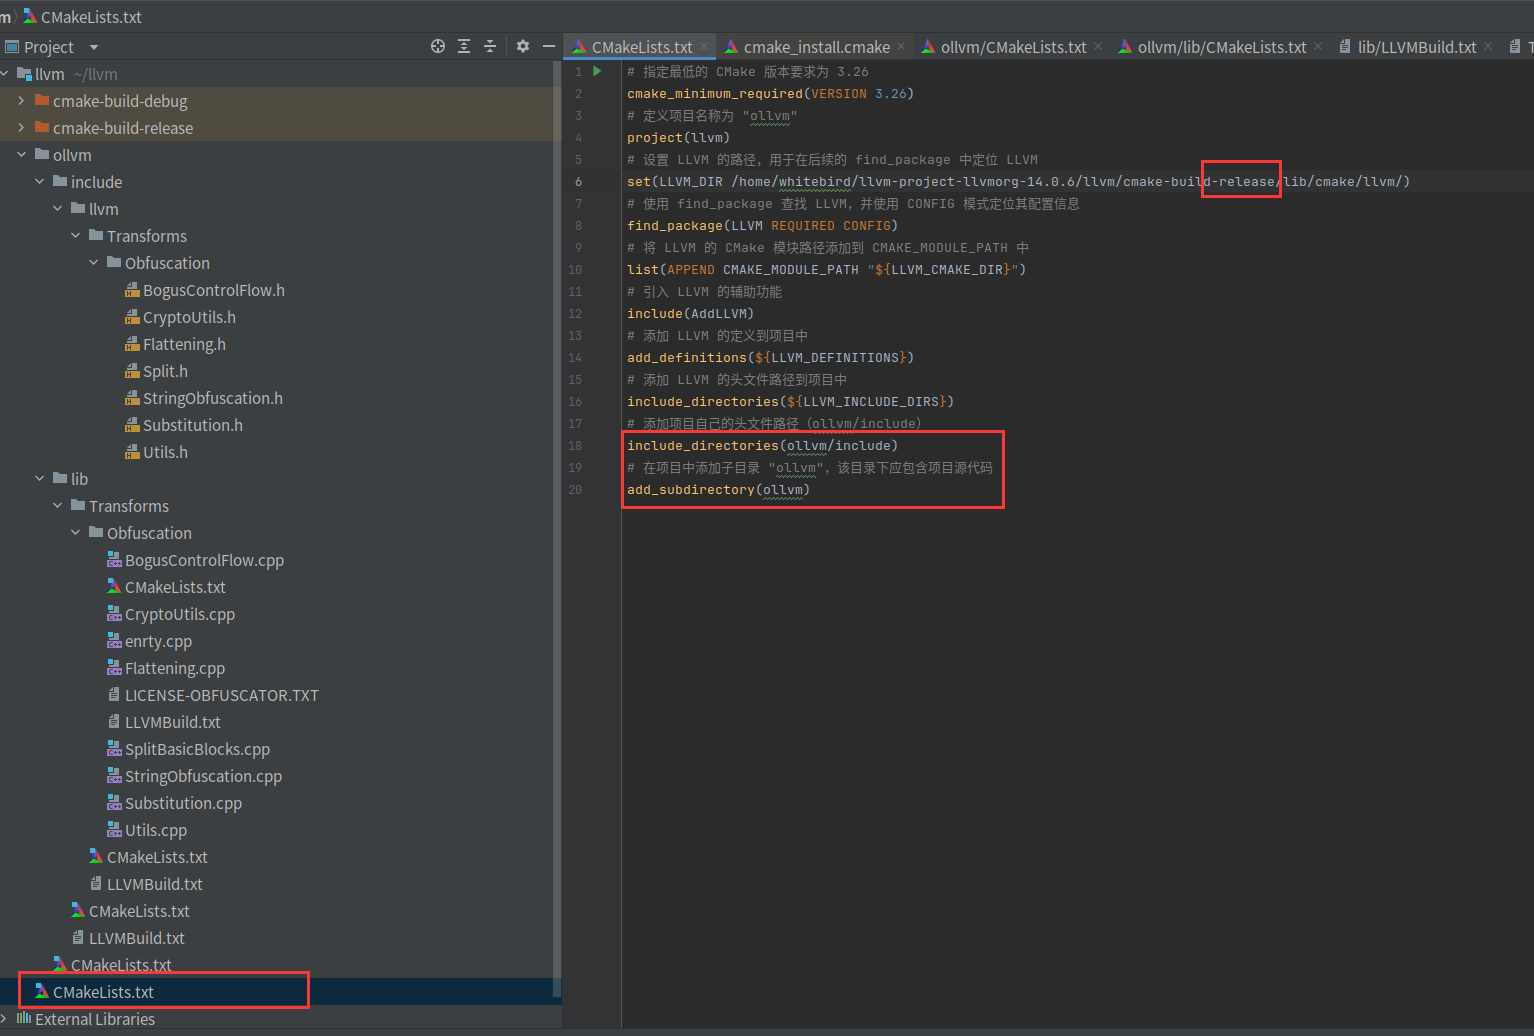 m
CMakeLists.txt
Project
CMakeLists.txt
cmake_install.cmake
ollvm/CMakeLists.txt
ollvm/lib/CMakeLists.txt
lib/LLVMBuild.txt
llvm ~/llvm
cmake-build-debug
cmake-build-release
ollvm
include
llvm
Transforms
Obfuscation
BogusControlFlow.h
CryptoUtils.h
Flattening.h
Split.h
StringObfuscation.h
Substitution.h
Utils.h
lib
Transforms
Obfuscation
BogusControlFlow.cpp
CMakeLists.txt
CryptoUtils.cpp
enrty.cpp
Flattening.cpp
LICENSE-OBFUSCATOR.TXT
LLVMBuild.txt
SplitBasicBlocks.cpp
StringObfuscation.cpp
Substitution.cpp
Utils.cpp
CMakeLists.txt
LLVMBuild.txt
CMakeLists.txt
LLVMBuild.txt
CMakeLists.txt
CMakeLists.txt
External Libraries
1 # 指定最低的 CMake 版本要求为 3.26
2 cmake_minimum_required(VERSION 3.26)
3 # 定义项目名称为 "ollvm"
4 project(llvm)
5 # 设置 LLVM 的路径，用于在后续的 find_package 中定位 LLVM
6 set(LLVM_DIR /home/whitebird/llvm-project-llvmorg-14.0.6/llvm/cmake-build-release/lib/cmake/llvm/)
7 # 使用 find_package 查找 LLVM，并使用 CONFIG 模式定位其配置信息
8 find_package(LLVM REQUIRED CONFIG)
9 # 将 LLVM 的 CMake 模块路径添加到 CMAKE_MODULE_PATH 中
10 list(APPEND CMAKE_MODULE_PATH "${LLVM_CMAKE_DIR}")
11 # 引入 LLVM 的辅助功能
12 include(AddLLVM)
13 # 添加 LLVM 的定义到项目中
14 add_definitions(${LLVM_DEFINITIONS})
15 # 添加 LLVM 的头文件路径到项目中
16 include_directories(${LLVM_INCLUDE_DIRS})
17 # 添加项目自己的头文件路径（ollvm/include）
18 include_directories(ollvm/include)
19 # 在项目中添加子目录 "ollvm"，该目录下应包含项目源代码
20 add_subdirectory(ollvm)